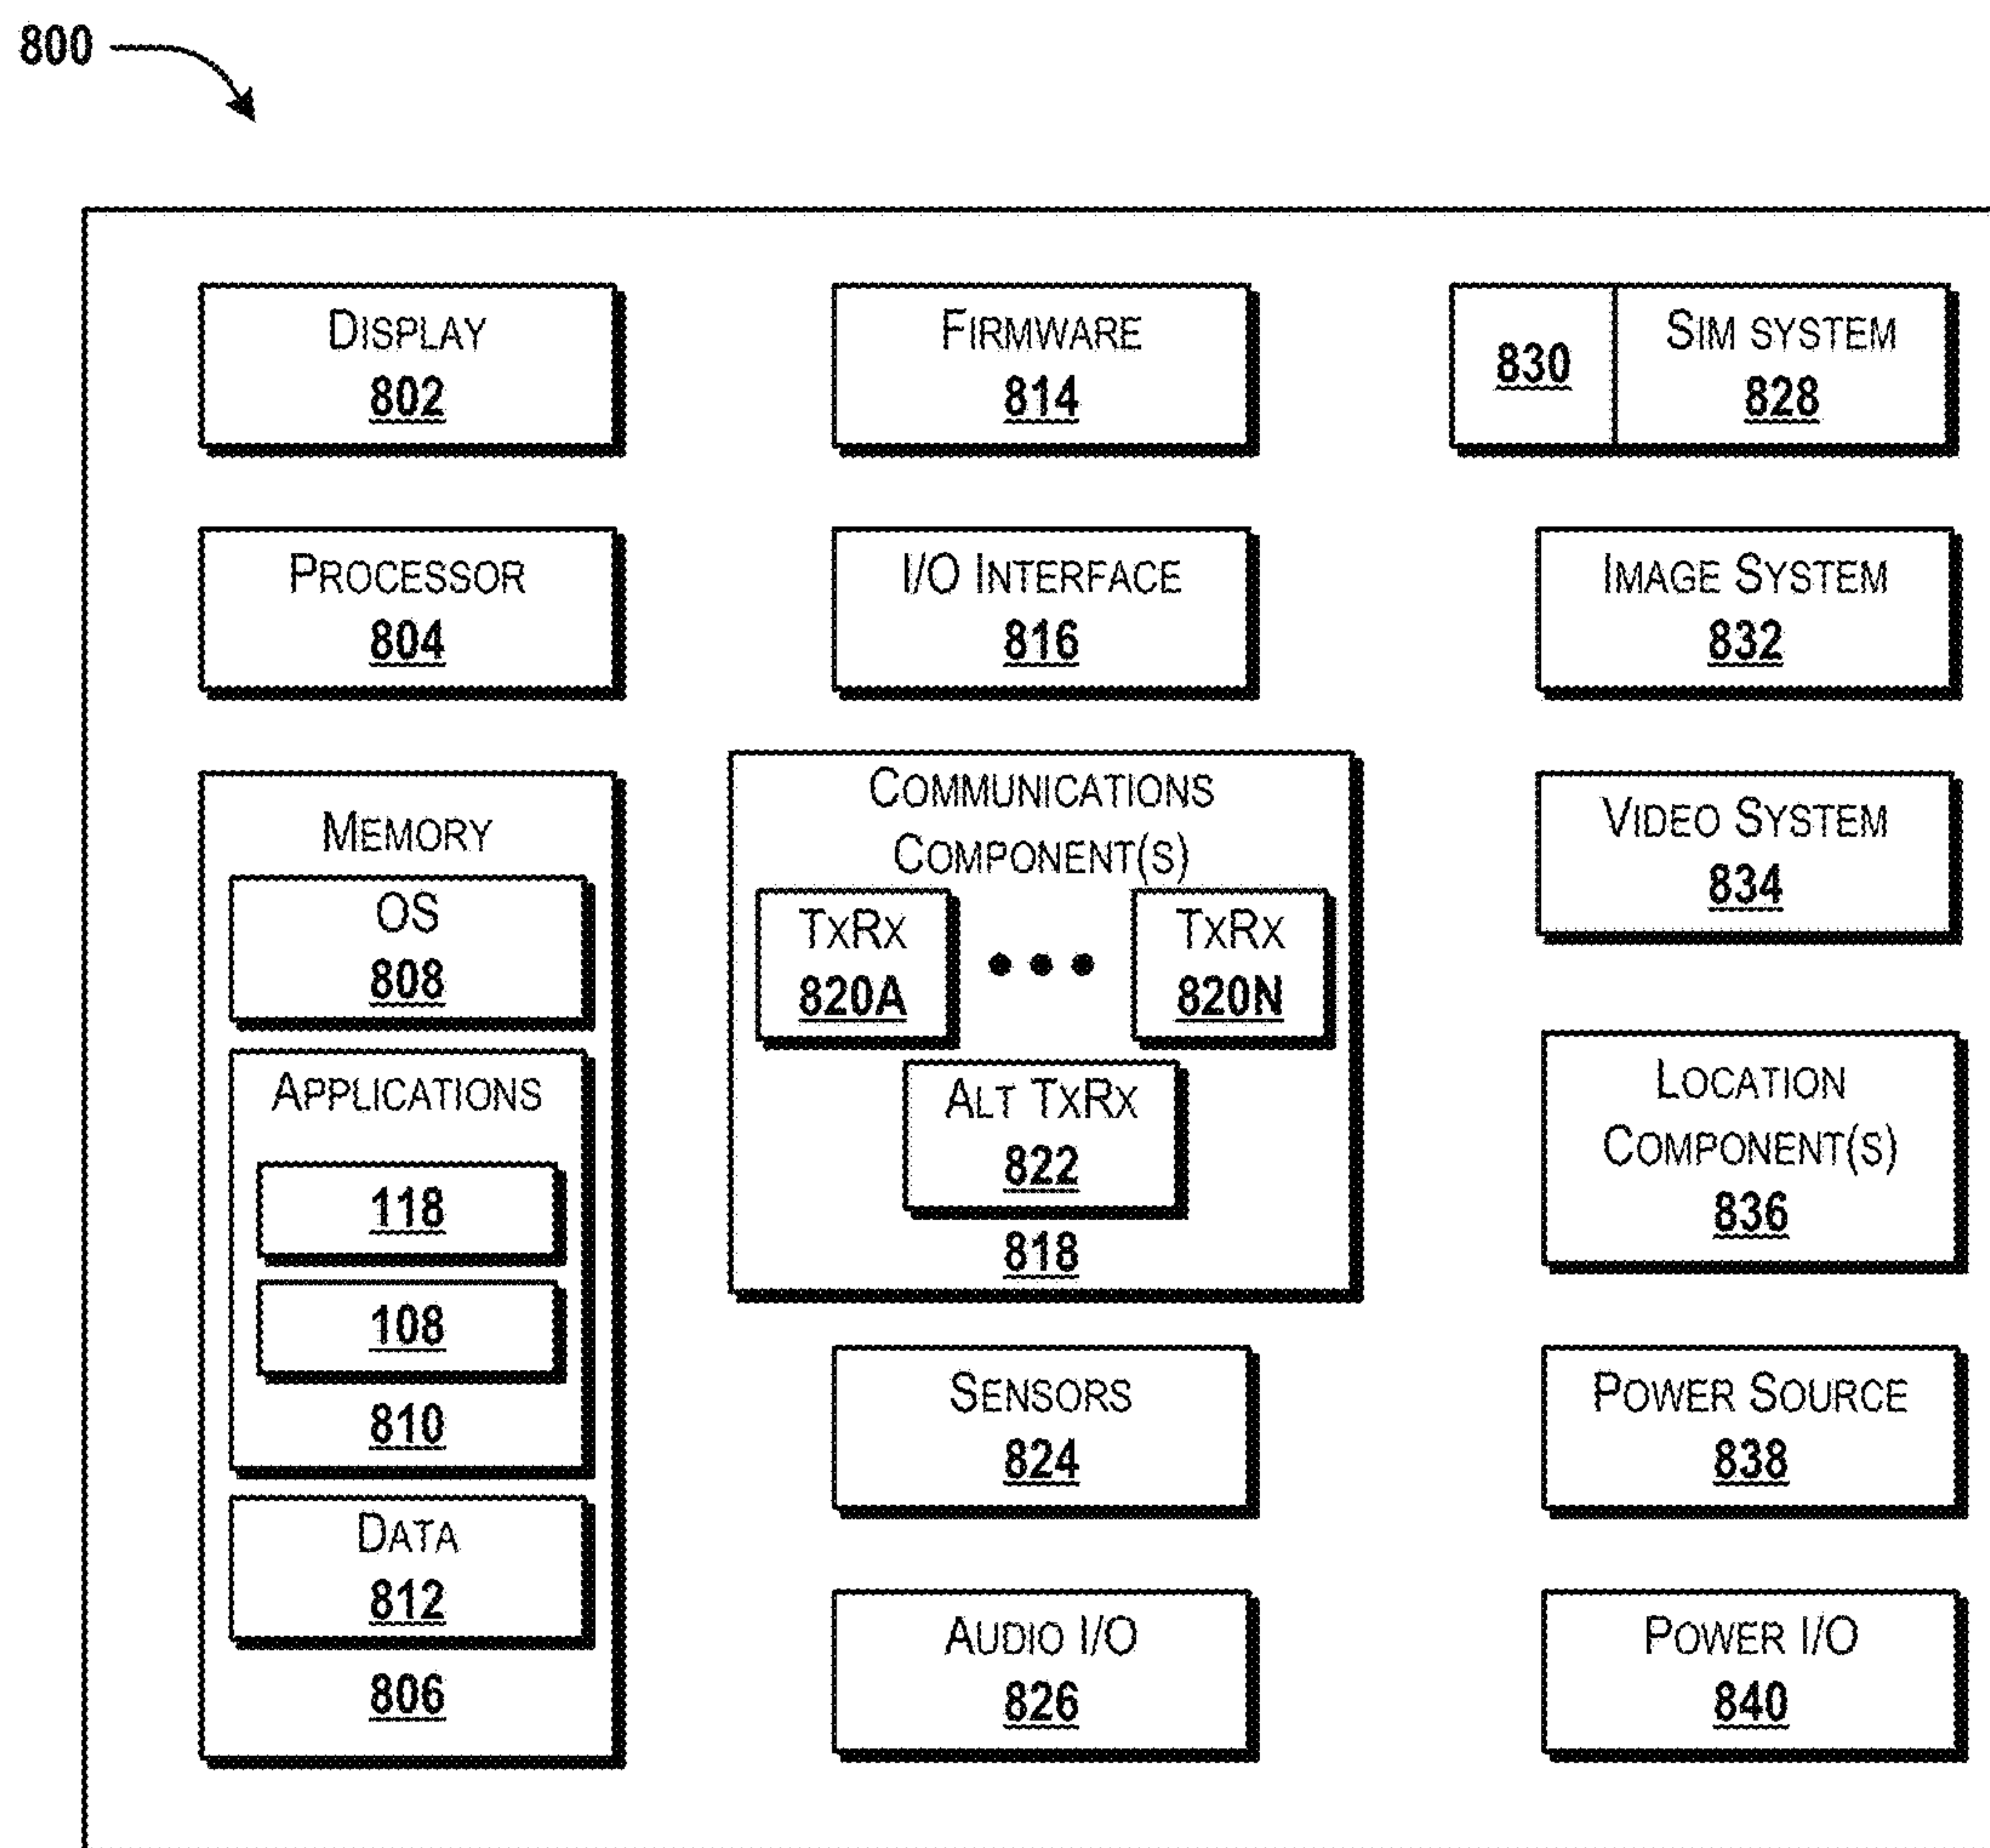 800
DISPLAY
802
PROCESSOR
804
MEMORY
OS
808
APPLICATIONS
118
108
810
DATA
812
806
FIRMWARE
814
I/O INTERFACE
816
COMMUNICATIONS
COMPONENT(S)
TXRX
820A
TXRX
820N
ALT TXRX
822
818
SENSORS
824
AUDIO I/O
826
830
SIM SYSTEM
828
IMAGE SYSTEM
832
VIDEO SYSTEM
834
LOCATION
COMPONENT(S)
836
POWER SOURCE
838
POWER I/O
840